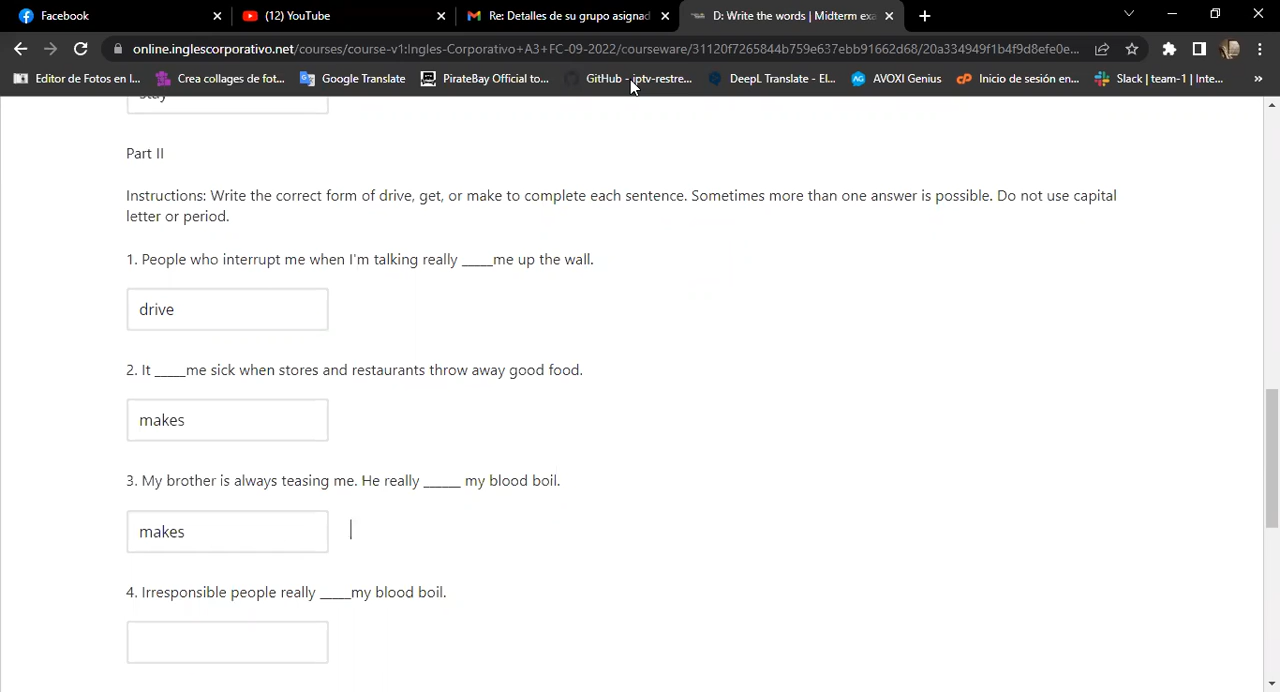 Facebook
(12) YouTube
Re: Detalles de su grupo asignad
D: Write the words | Midterm exa
online.inglescorporativo.net/courses/course-v1:Ingles-Corporativo+A3+FC-09-2022/courseware/31120f7265844b759e637ebb91662d68/20a334949f1b4f9d8efe0e...
Editor de Fotos en l...
Crea collages de fot...
Google Translate
PirateBay Official to...
GitHub - iptv-restre...
DeepL Translate - El...
AVOXI Genius
Inicio de sesión en...
Slack | team-1 | Inte...
»
stay
Part II
Instructions: Write the correct form of drive, get, or make to complete each sentence. Sometimes more than one answer is possible. Do not use capital
letter or period.
1. People who interrupt me when I'm talking really _____me up the wall.
drive
2. It _____me sick when stores and restaurants throw away good food.
makes
3. My brother is always teasing me. He really ______ my blood boil.
makes
4. Irresponsible people really _____my blood boil.